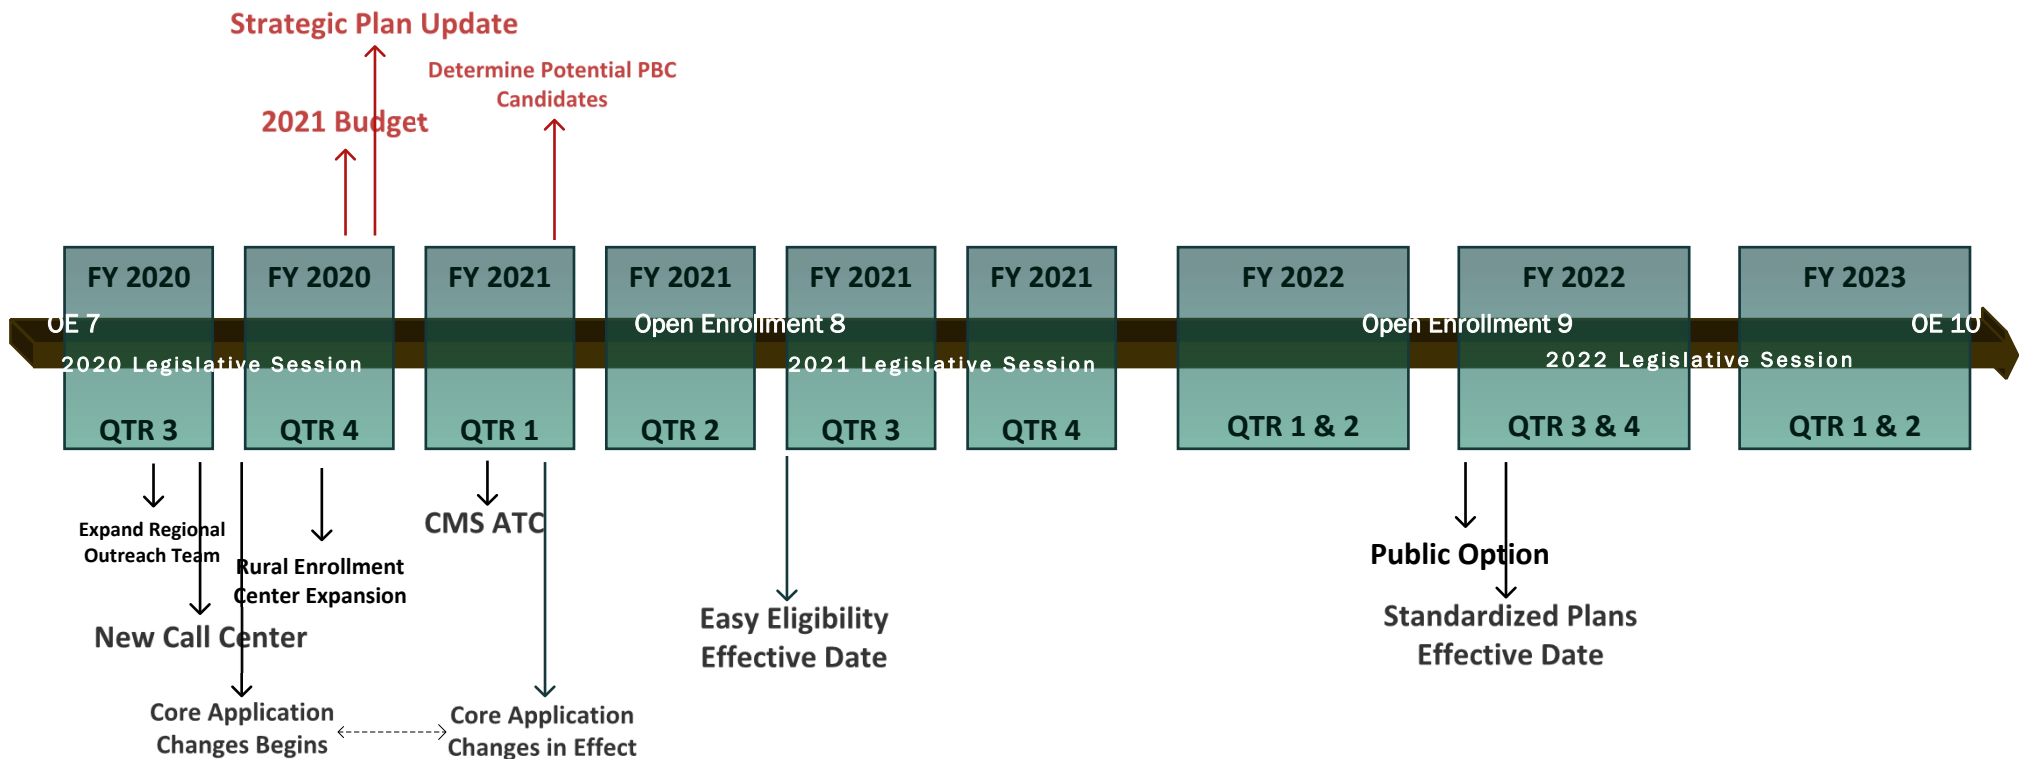 Strategic Plan Update
Determine Potential PBC
Candidates
2021 Budget
FY 2020
FY 2020
FY 2021
FY 2021
FY 2021
FY 2021
FY 2022
FY 2022
FY 2023
OE 7
Open Enrollment 8
Open Enrollment 9
OE 10
2020 Legislative Session
2021 Legislative Session
2022 Legislative Session
QTR 3
QTR 4
QTR 1
QTR 2
QTR 3
QTR 4
QTR 1 & 2
QTR 3 & 4
QTR 1 & 2
Expand Regional
Outreach Team
Rural Enrollment
Center Expansion
CMS ATC
Public Option
New Call Center
Easy Eligibility
Effective Date
Standardized Plans
Effective Date
Core Application
Changes Begins
Core Application
Changes in Effect